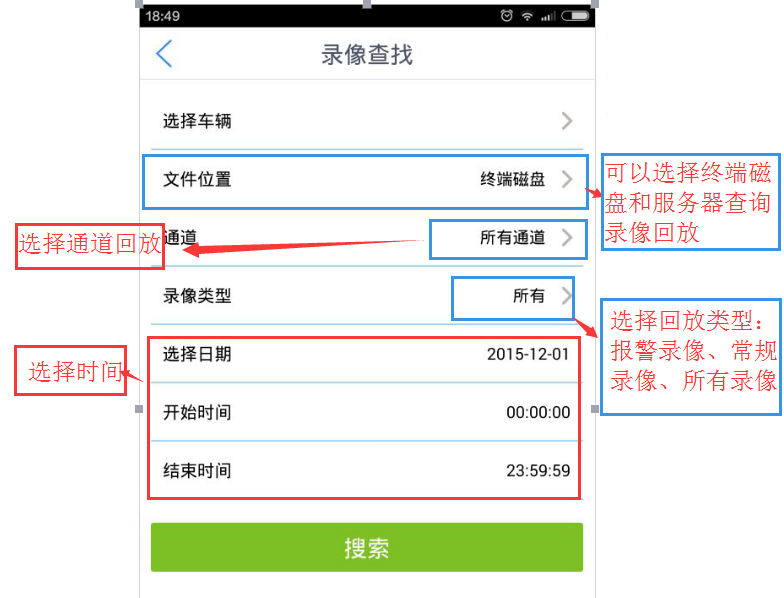 18:49
录像查找
选择车辆
文件位置
终端磁盘
可以选择终端磁
盘和服务器查询
录像回放
选择通道回放
通道
所有通道
录像类型
所有
选择回放类型：
报警录像、常规
录像、所有录像
选择时间
选择日期
2015-12-01
开始时间
00:00:00
结束时间
23:59:59
搜索